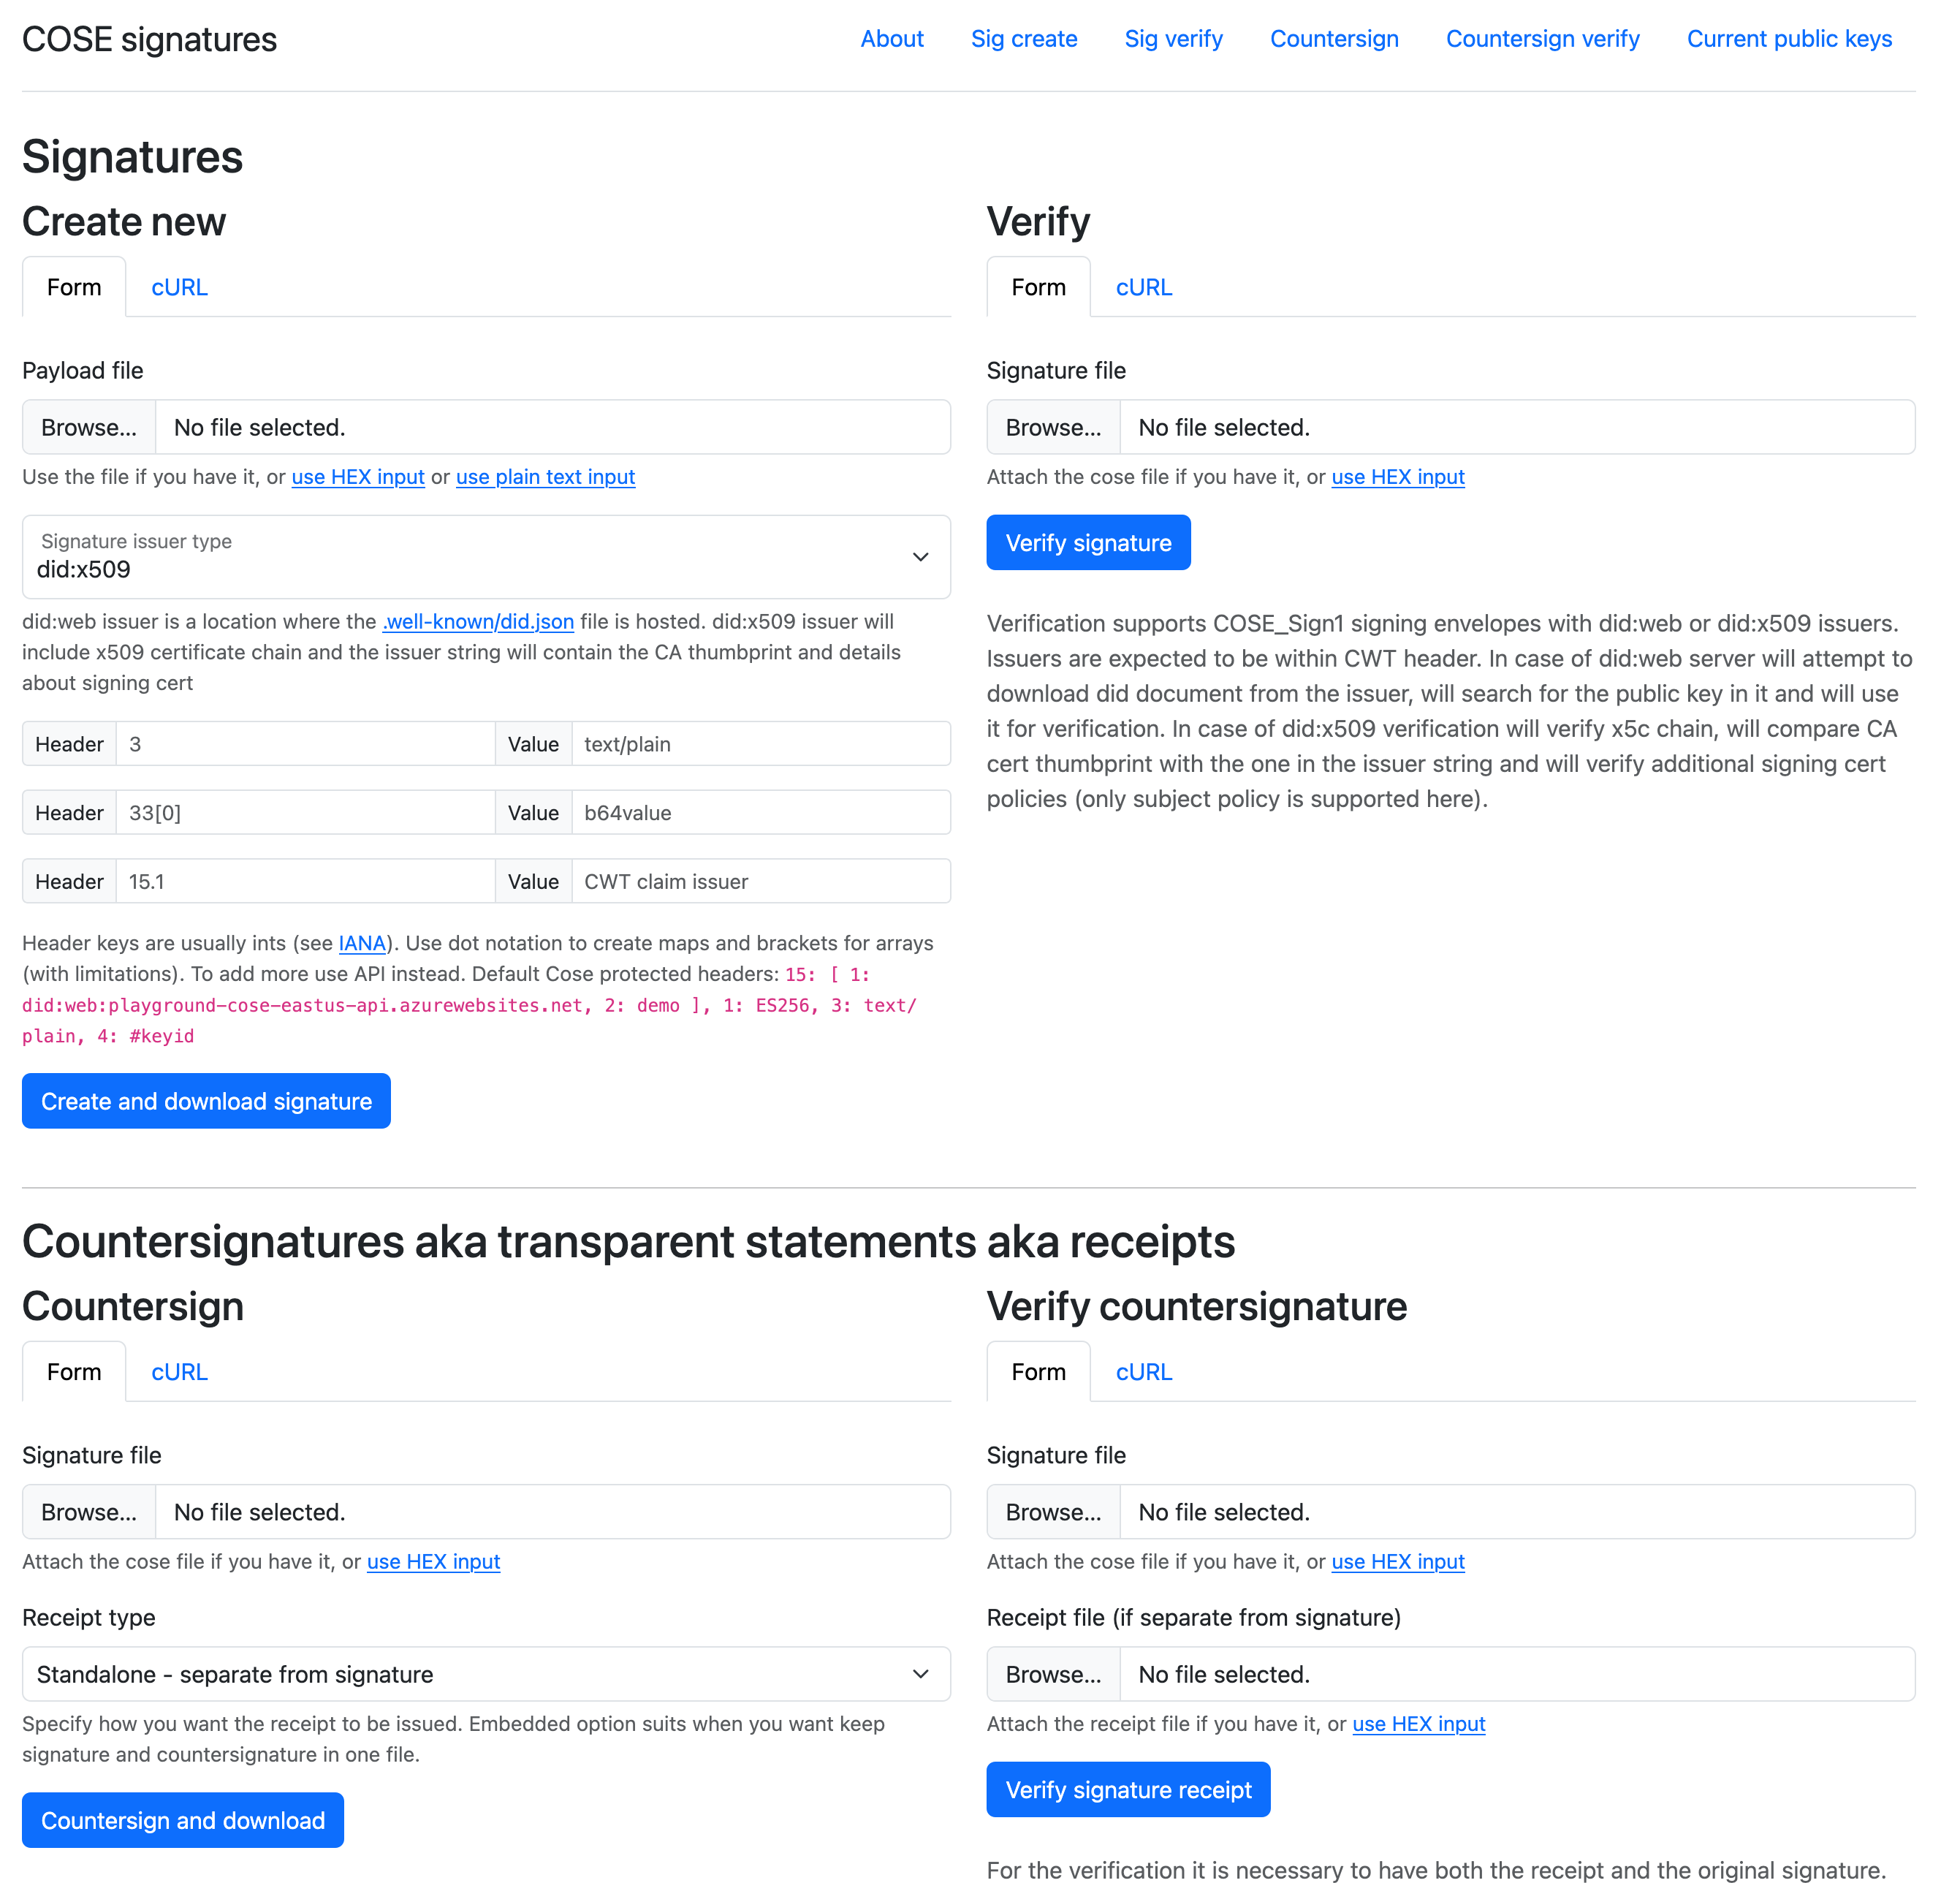 COSE signatures
About
Sig create
Sig verify
Countersign
Countersign verify
Current public keys
Signatures
Create new
Form
cURL
Payload file
Browse...
No file selected.
Use the file if you have it, or use HEX input or use plain text input
Signature issuer type
did:x509
did:web issuer is a location where the .well-known/did.json file is hosted. did:x509 issuer will
include x509 certificate chain and the issuer string will contain the CA thumbprint and details
about signing cert
Header
3
Value
text/plain
Header
33[0]
Value
b64value
Header
15.1
Value
CWT claim issuer
Header keys are usually ints (see IANA). Use dot notation to create maps and brackets for arrays
(with limitations). To add more use API instead. Default Cose protected headers: 15: [ 1:
did:web:playground-cose-eastus-api.azurewebsites.net, 2: demo ], 1: ES256, 3: text/
plain, 4: #keyid
Create and download signature
Verify
Form
cURL
Signature file
Browse...
No file selected.
Attach the cose file if you have it, or use HEX input
Verify signature
Verification supports COSE_Sign1 signing envelopes with did:web or did:x509 issuers.
Issuers are expected to be within CWT header. In case of did:web server will attempt to
download did document from the issuer, will search for the public key in it and will use
it for verification. In case of did:x509 verification will verify x5c chain, will compare CA
cert thumbprint with the one in the issuer string and will verify additional signing cert
policies (only subject policy is supported here).
Countersignatures aka transparent statements aka receipts
Countersign
Form
cURL
Signature file
Browse...
No file selected.
Attach the cose file if you have it, or use HEX input
Receipt type
Standalone - separate from signature
Specify how you want the receipt to be issued. Embedded option suits when you want keep
signature and countersignature in one file.
Countersign and download
Verify countersignature
Form
cURL
Signature file
Browse...
No file selected.
Attach the cose file if you have it, or use HEX input
Receipt file (if separate from signature)
Browse...
No file selected.
Attach the receipt file if you have it, or use HEX input
Verify signature receipt
For the verification it is necessary to have both the receipt and the original signature.